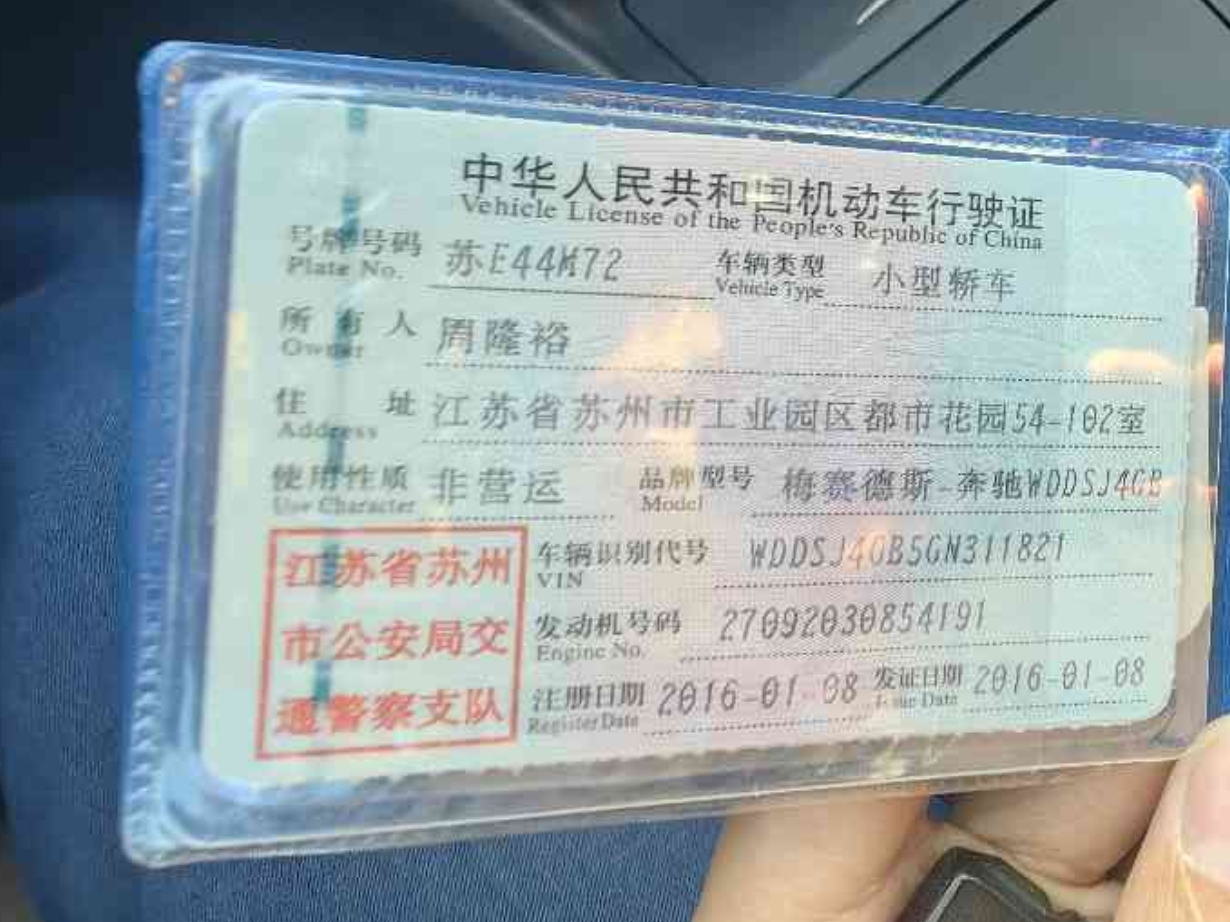 中华人民共和国机动车行驶证
Vehicle License of the People's Republic of China
号牌号码 苏E44M72 车辆类型 小型轿车
Plate No. Vehicle Type
所有人 周隆裕
Owner
住址 江苏省苏州市工业园区都市花园54-102室
Address
使用性质 非营运 品牌型号 梅赛德斯-奔驰WDDSJ4GB
Use Character Model
江苏省苏州
市公安局交
通警察支队
车辆识别代号 WDDSJ4GB5GN311821
VIN
发动机号码 27092030854191
Engine No.
注册日期 2016-01-08 发证日期 2016-01-08
Register Date Issue Date